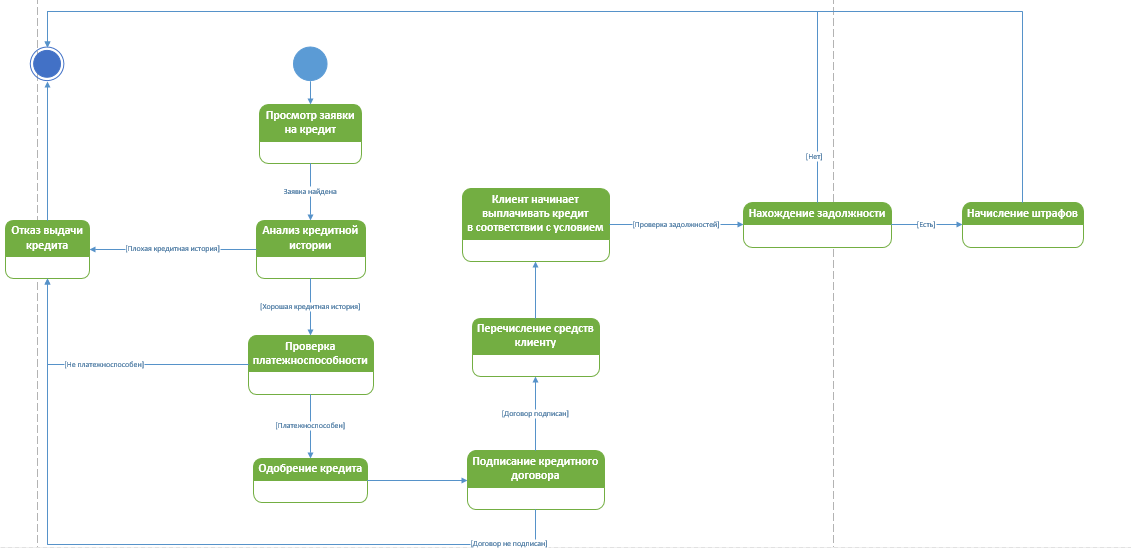 Просмотр заявки
на кредит
Заявка найдена
Анализ кредитной
истории
[Плохая кредитная история]
Отказ выдачи
кредита
[Хорошая кредитная история]
Проверка
платежноспособности
[Не платежноспособен]
[Платежноспособен]
Одобрение кредита
Подписание кредитного
договора
[Договор не подписан]
[Договор подписан]
Перечисление средств
клиенту
Клиент начинает
выплачивать кредит
в соответствии с условием
[Проверка задолжностей]
Нахождение задолжности
[Нет]
[Есть]
Начисление штрафов